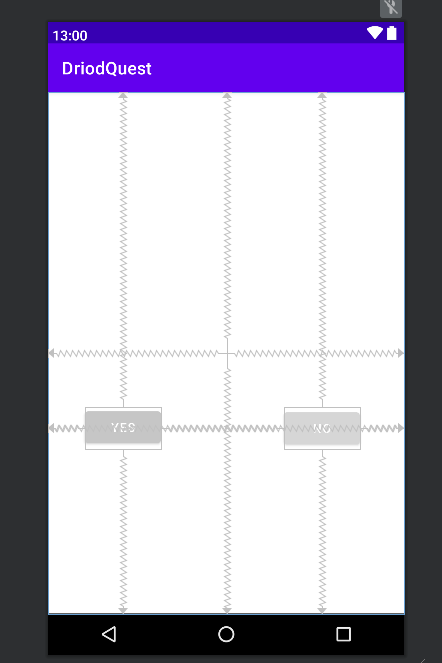 13:00
DriodQuest
YES
NO